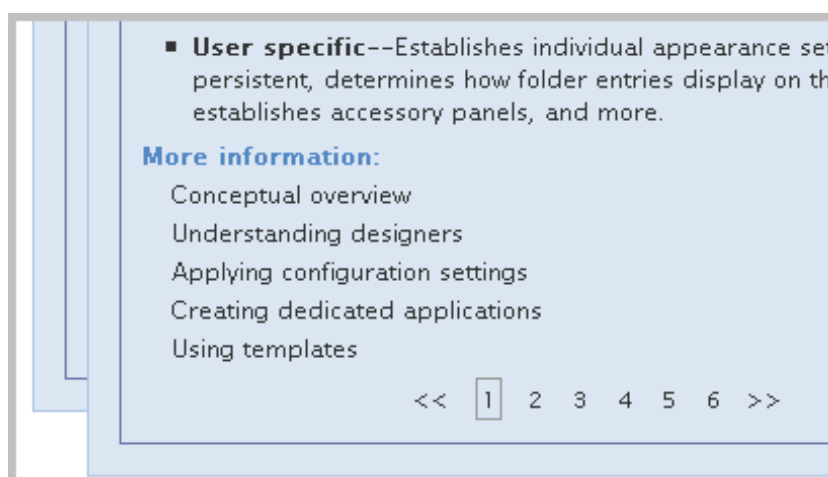 ▪ User specific--Establishes individual appearance set
persistent, determines how folder entries display on th
establishes accessory panels, and more.
More information:
Conceptual overview
Understanding designers
Applying configuration settings
Creating dedicated applications
Using templates
<< 1 2 3 4 5 6 >>